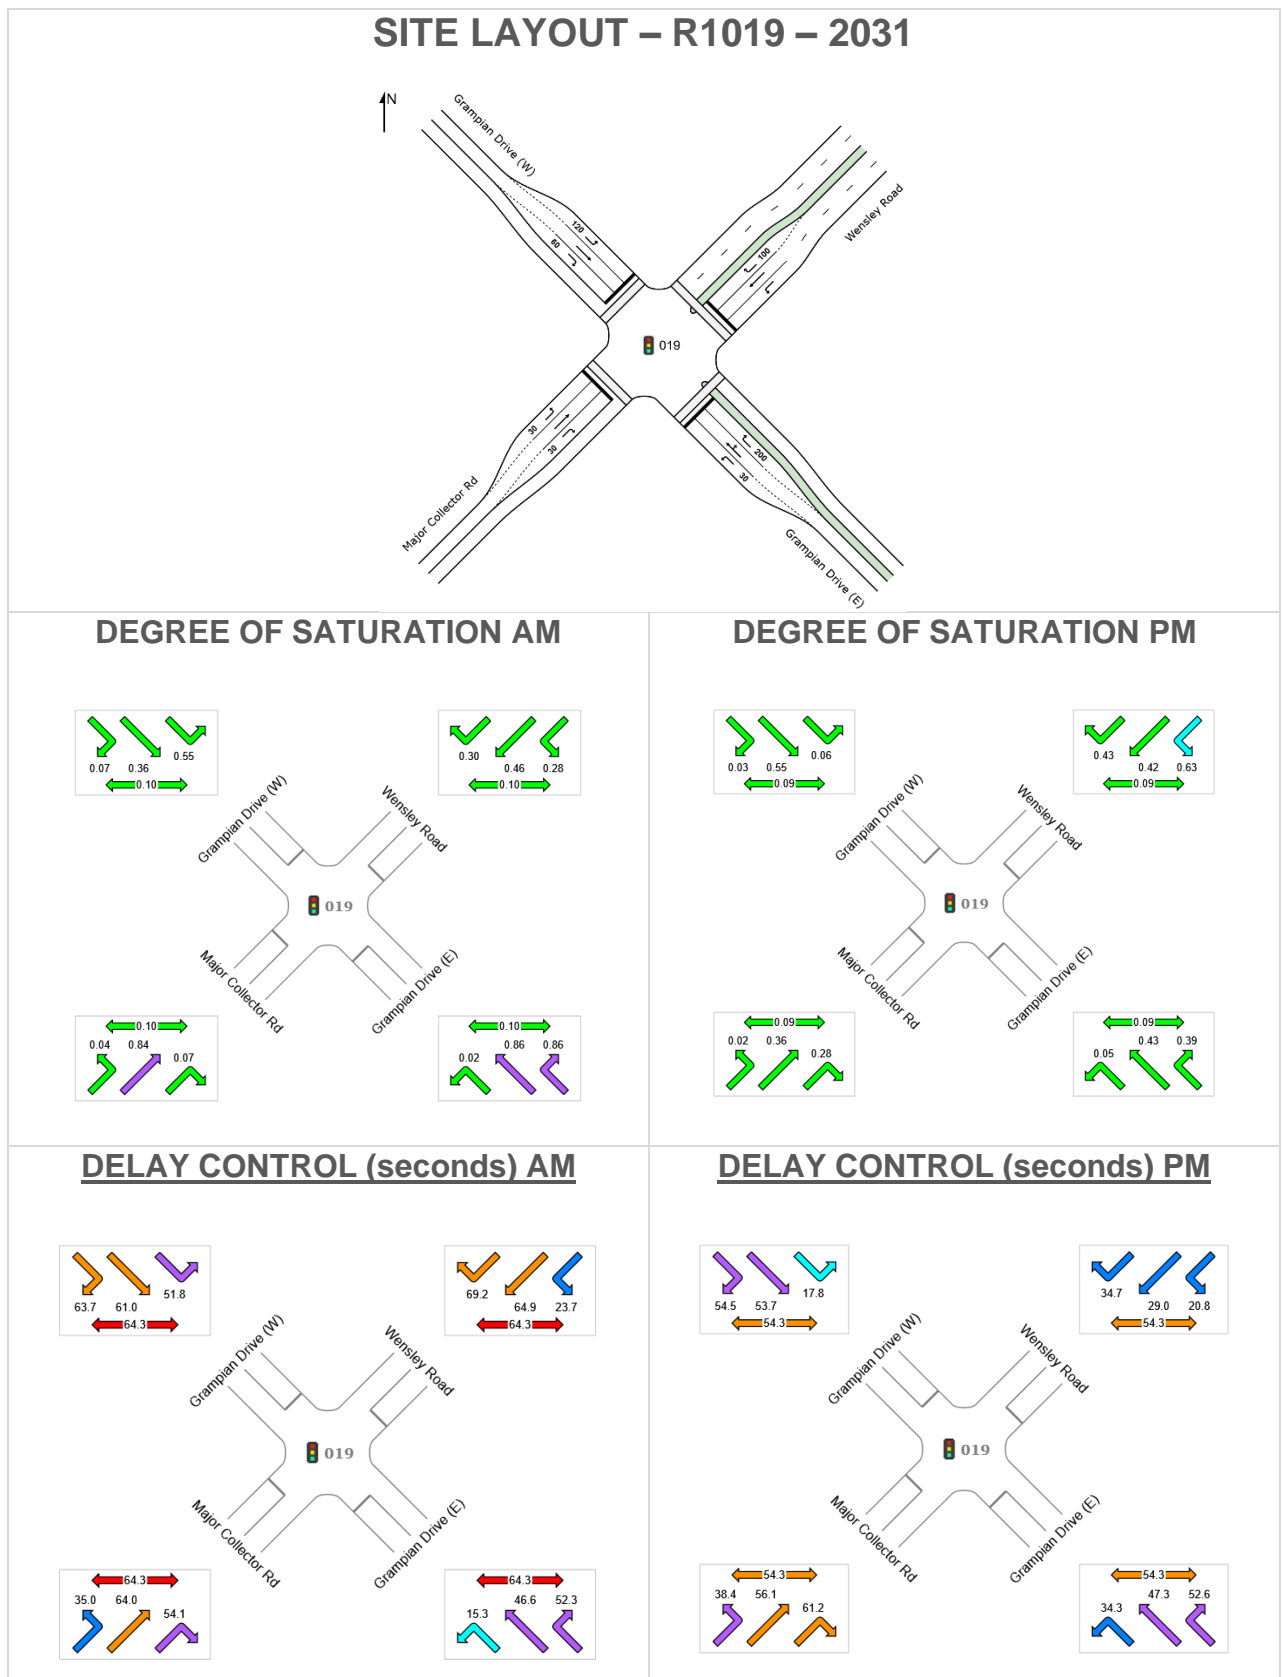 SITE LAYOUT – R1019 – 2031
N
Grampian Drive (W)
Wensley Road
120
60
100
019
30
30
200
30
Major Collector Rd
Grampian Drive (E)
DEGREE OF SATURATION AM
0.07 0.36 0.55
0.10
0.30 0.46 0.28
0.10
Grampian Drive (W)
Wensley Road
019
Major Collector Rd
Grampian Drive (E)
0.10
0.04 0.84 0.07
0.10
0.02 0.86 0.86
DEGREE OF SATURATION PM
0.03 0.55 0.06
0.09
0.43 0.42 0.63
0.09
Grampian Drive (W)
Wensley Road
019
Major Collector Rd
Grampian Drive (E)
0.09
0.02 0.36 0.28
0.09
0.05 0.43 0.39
DELAY CONTROL (seconds) AM
63.7 61.0 51.8
64.3
69.2 64.9 23.7
64.3
Grampian Drive (W)
Wensley Road
019
Major Collector Rd
Grampian Drive (E)
64.3
35.0 64.0 54.1
64.3
15.3 46.6 52.3
DELAY CONTROL (seconds) PM
54.5 53.7 17.8
54.3
34.7 29.0 20.8
54.3
Grampian Drive (W)
Wensley Road
019
Major Collector Rd
Grampian Drive (E)
54.3
38.4 56.1 61.2
54.3
34.3 47.3 52.6